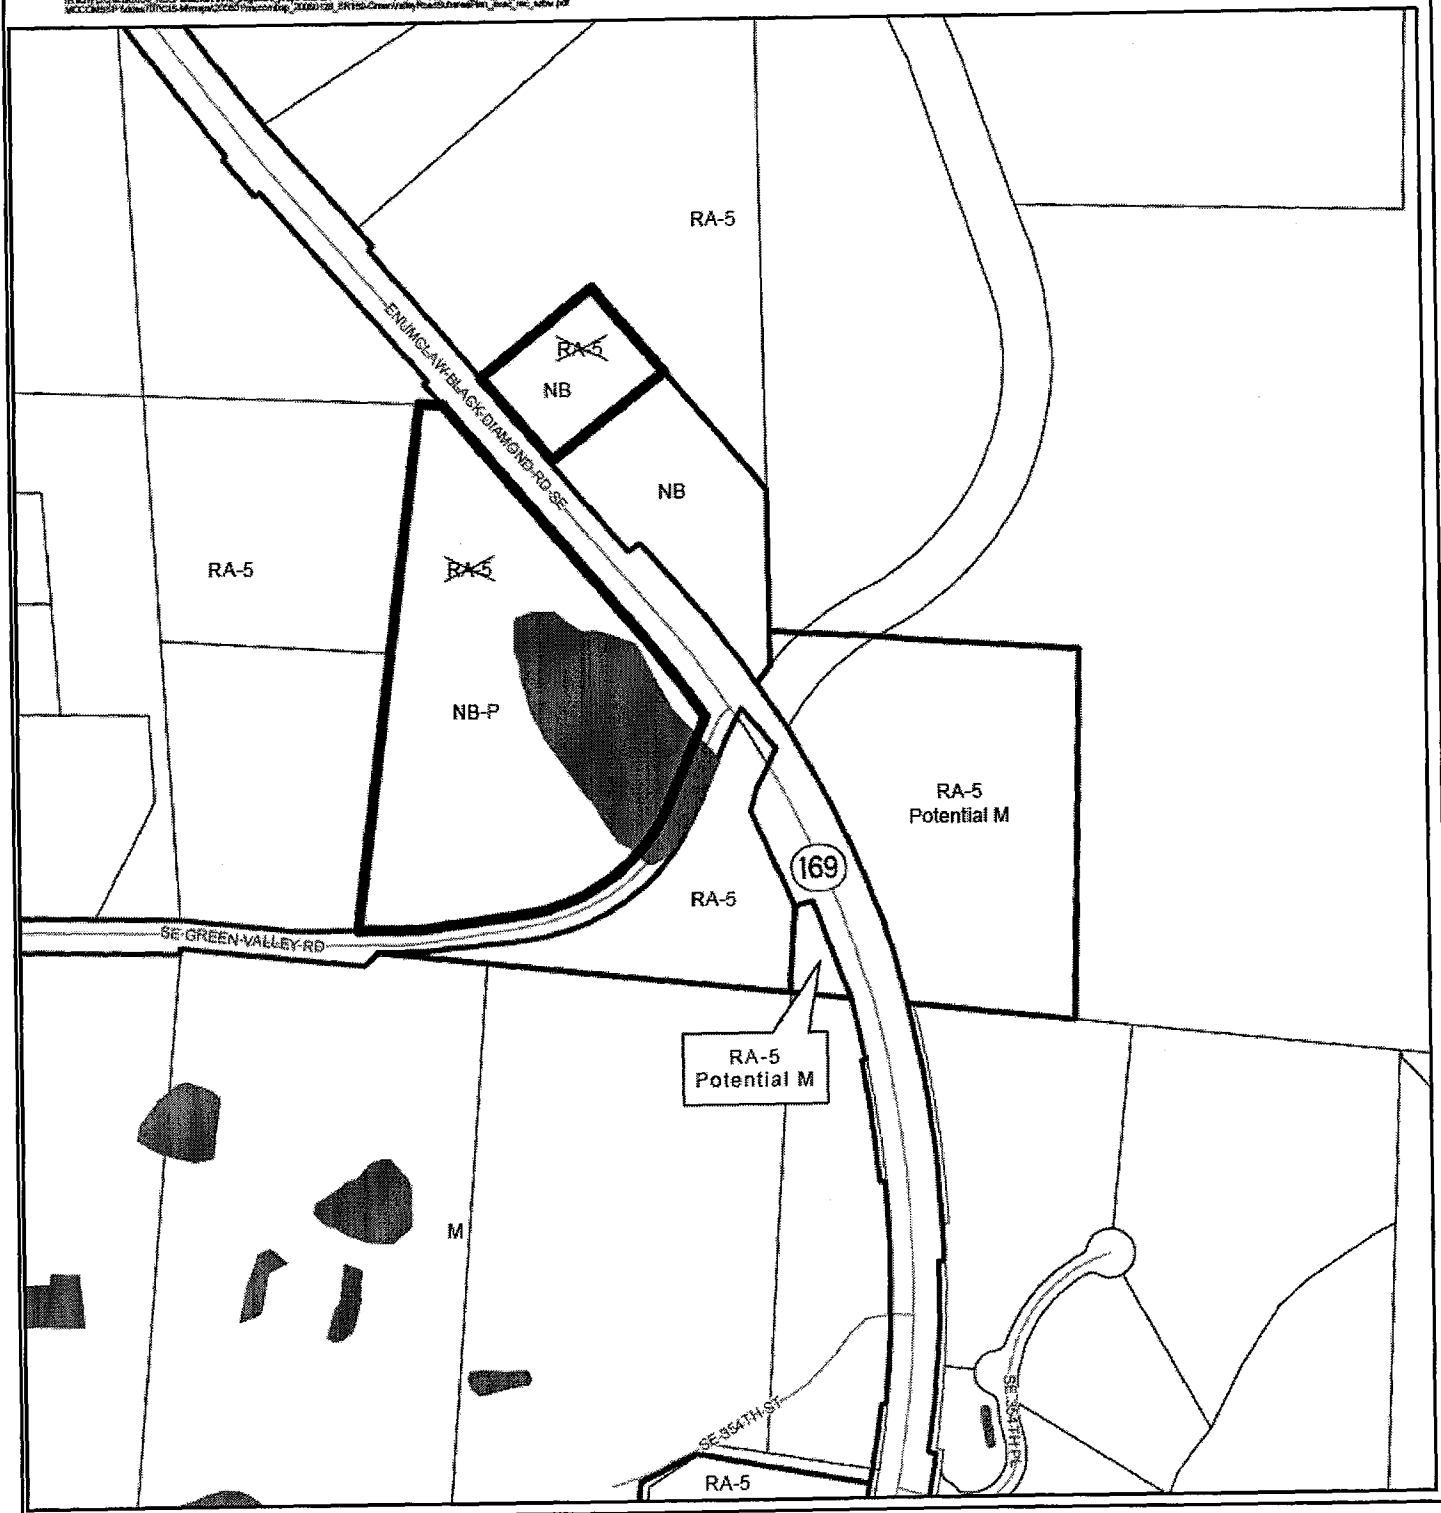 RA-5
RA-5
NB
ENUMCLAW-BLACK-DIAMOND-RD-SE
NB
RA-5
RA-5
NB-P
RA-5
Potential M
169
RA-5
SE-GREEN-VALLEY-RD
RA-5
Potential M
M
SE-354TH-ST
SE-354TH-PL
RA-5